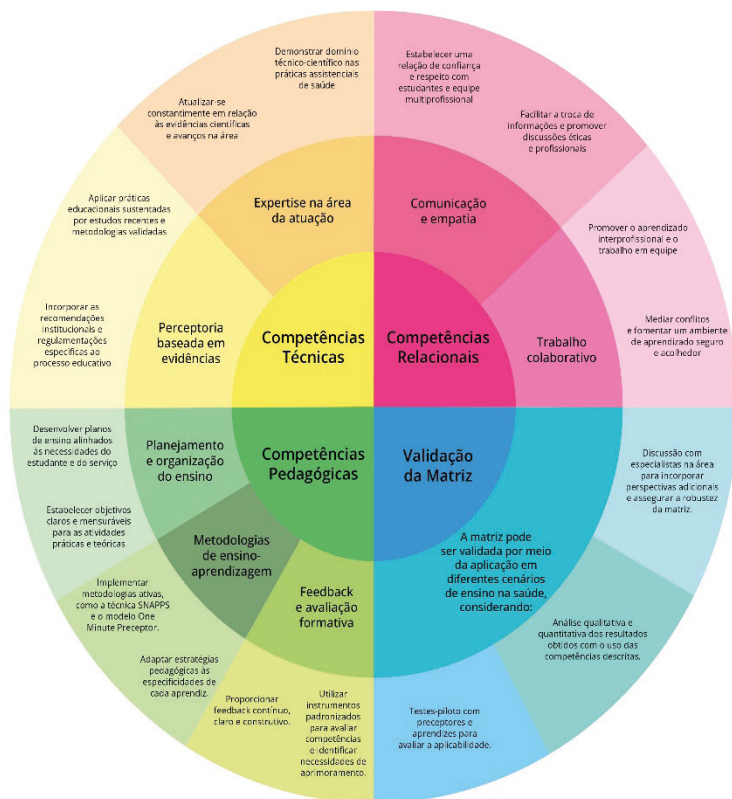 Demonstrar domínio
técnico-científico nas
práticas assistenciais
de saúde
Atualizar-se
constantemente em relação
às evidências científicas
e avanços na área
Expertise na área
da atuação
Aplicar práticas
educacionais sustentadas
por estudos recentes e
metodologias validadas
Incorporar as
recomendações
institucionais e
regulamentações
específicas ao
processo educativo
Perceptoria
baseada em
evidências
Competências
Técnicas
Estabelecer uma
relação de confiança
e respeito com
estudantes e equipe
multiprofissional
Facilitar a troca de
informações e promover
discussões éticas
e profissionais
Comunicação
e empatia
Promover o aprendizado
interprofissional e o
trabalho em equipe
Mediar conflitos
e fomentar um ambiente
de aprendizado seguro
e acolhedor
Trabalho
colaborativo
Competências
Relacionais
Desenvolver planos
de ensino alinhados
às necessidades do
estudante e do serviço
Estabelecer objetivos
claros e mensuráveis
para as atividades
práticas e teóricas
Planejamento
e organização
do ensino
Competências
Pedagógicas
Metodologias
de ensino-
aprendizagem
Implementar
metodologias ativas,
como a técnica SNAPPS
e o modelo One
Minute Preceptor.
Adaptar estratégias
pedagógicas às
especificidades de
cada aprendiz.
Feedback
e avaliação
formativa
Proporcionar
feedback contínuo,
claro e construtivo.
Utilizar
instrumentos
padronizados
para avaliar
competências
e identificar
necessidades de
aprimoramento.
Validação
da Matriz
A matriz pode
ser validada por meio
da aplicação em
diferentes cenários
de ensino na saúde,
considerando:
Discussão com
especialistas na área
para incorporar
perspectivas adicionais
e assegurar a robustez
da matriz.
Análise qualitativa e
quantitativa dos resultados
obtidos com o uso das
competências descritas.
Testes-piloto com
preceptores e
aprendizes para
avaliar a aplicabilidade.